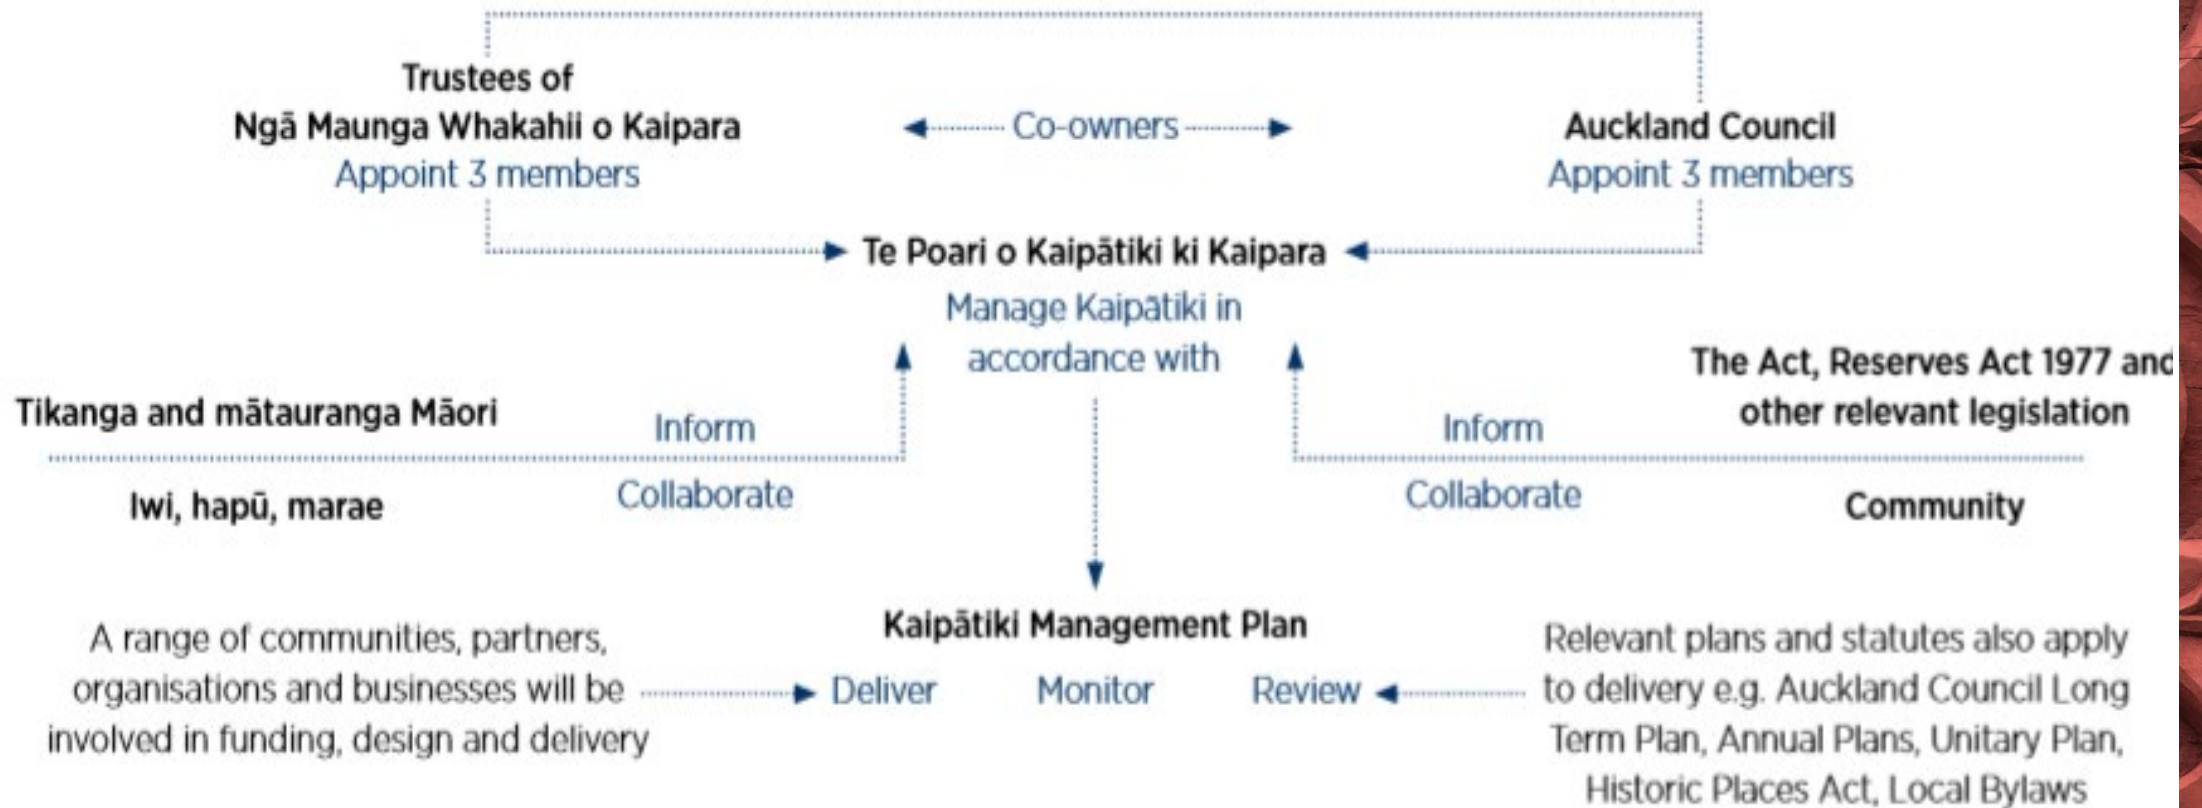 Trustees of
Ngā Maunga Whakahii o Kaipara
Appoint 3 members
Co-owners
Auckland Council
Appoint 3 members
Te Poari o Kaipātiki ki Kaipara
Manage Kaipātiki in
accordance with
Tikanga and mātauranga Māori
Inform
Collaborate
Iwi, hapū, marae
The Act, Reserves Act 1977 and
other relevant legislation
Inform
Collaborate
Community
Kaipātiki Management Plan
Deliver Monitor Review
A range of communities, partners,
organisations and businesses will be
involved in funding, design and delivery
Relevant plans and statutes also apply
to delivery e.g. Auckland Council Long
Term Plan, Annual Plans, Unitary Plan,
Historic Places Act, Local Bylaws